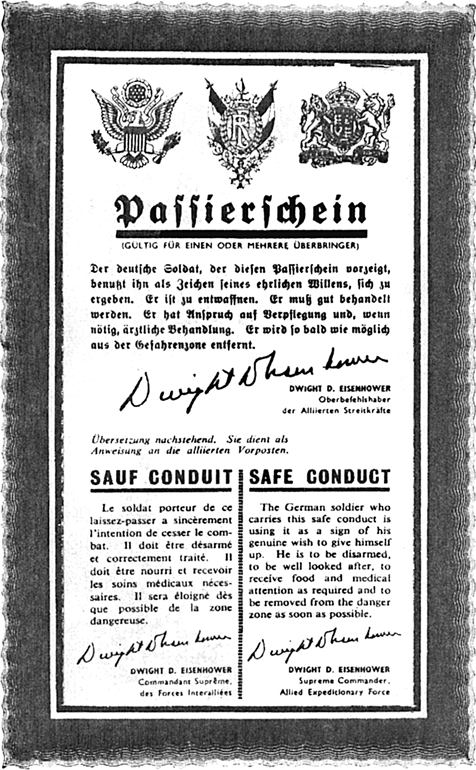 Passierschein
(GÜLTIG FÜR EINEN ODER MEHRERE ÜBERBRINGER)
Der deutsche Soldat, der diesen Passierschein vorzeigt,
benutzt ihn als Zeichen seines ehrlichen Willens, sich zu
ergeben. Er ist zu entwaffnen. Er muß gut behandelt
werden. Er hat Anspruch auf Verpflegung und, wenn
nötig, ärztliche Behandlung. Er wird so bald wie möglich
aus der Gefahrenzone entfernt.
Dwight D Eisenhower
DWIGHT D. EISENHOWER
Oberbefehlshaber
der Alliierten Streitkräfte
Übersetzung nachstehend. Sie dient als
Anweisung an die alliierten Vorposten.
SAUF CONDUIT
Le soldat porteur de ce
laissez-passer a sincèrement
l'intention de cesser le com-
bat. Il doit être désarmé
et correctement traité. Il
doit être nourri et recevoir
les soins médicaux néces-
saires. Il sera éloigné dès
que possible de la zone
dangereuse.
Dwight D Eisenhower
DWIGHT D. EISENHOWER
Commandant Suprême,
des Forces Interalliées
SAFE CONDUCT
The German soldier who
carries this safe conduct is
using it as a sign of his
genuine wish to give himself
up. He is to be disarmed,
to be well looked after, to
receive food and medical
attention as required and to
be removed from the danger
zone as soon as possible.
Dwight D Eisenhower
DWIGHT D. EISENHOWER
Supreme Commander,
Allied Expeditionary Force